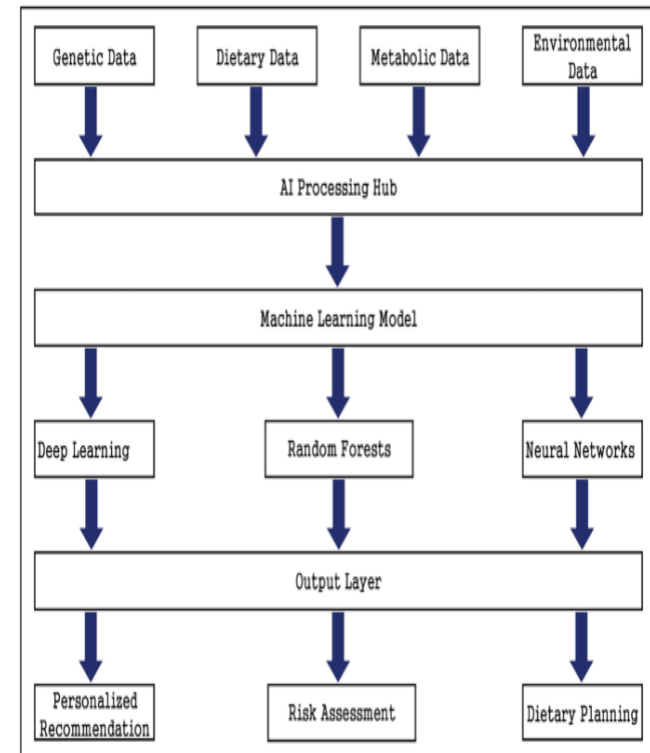 Genetic Data
Dietary Data
Metabolic Data
Environmental
Data
AI Processing Hub
Machine Learning Model
Deep Learning
Random Forests
Neural Networks
Output Layer
Personalized
Recommendation
Risk Assessment
Dietary Planning